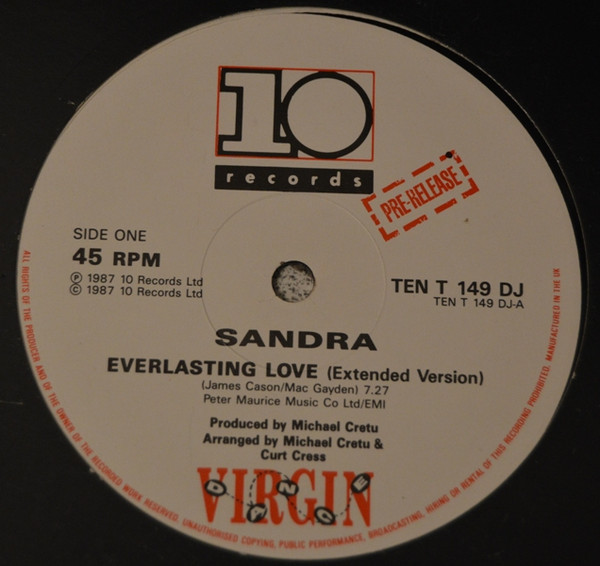 10
records
PRE-RELEASE
SIDE ONE
45 RPM
Ⓟ 1987 10 Records Ltd
© 1987 10 Records Ltd
TEN T 149 DJ
TEN T 149 DJ-A
SANDRA
EVERLASTING LOVE (Extended Version)
(James Cason/Mac Gayden) 7.27
Peter Maurice Music Co Ltd/EMI
Produced by Michael Cretu
Arranged by Michael Cretu &
Curt Cress
VIRGIN
DANCE
ALL RIGHTS OF THE PRODUCER AND OF THE OWNER OF THE RECORDED WORK RESERVED. UNAUTHORISED COPYING, PUBLIC PERFORMANCE, BROADCASTING, HIRING OR RENTAL OF THIS RECORDING PROHIBITED. MANUFACTURED IN THE UK